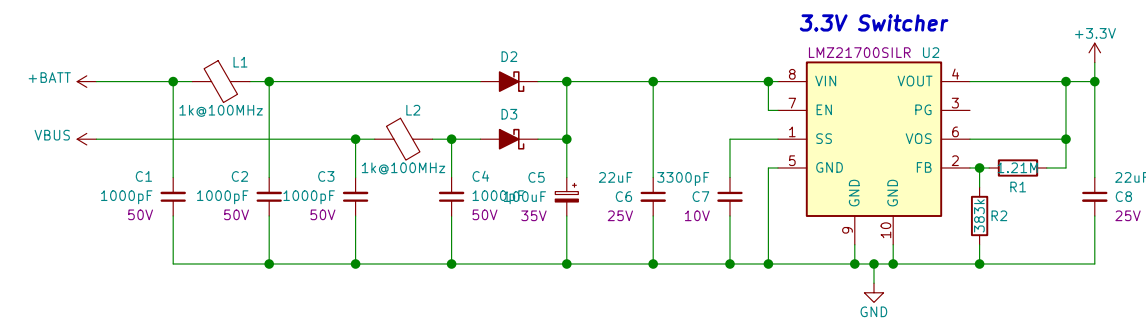 3.3V Switcher
+3.3V
LMZ21700SILR U2
D2
L1
+BATT
8 VIN VOUT 4
1k@100MHz
7 EN PG 3
L2
D3
VBUS
1 SS VOS 6
1k@100MHz
5 GND FB 2
1.21M
R1
C1
1000pF
50V
C2
1000pF
50V
C3
1000pF
50V
C4
1000pF
50V
+
C5
100uF
35V
22uF
C6
25V
3300pF
C7
10V
GND
GND
9
10
383k
R2
22uF
C8
25V
GND